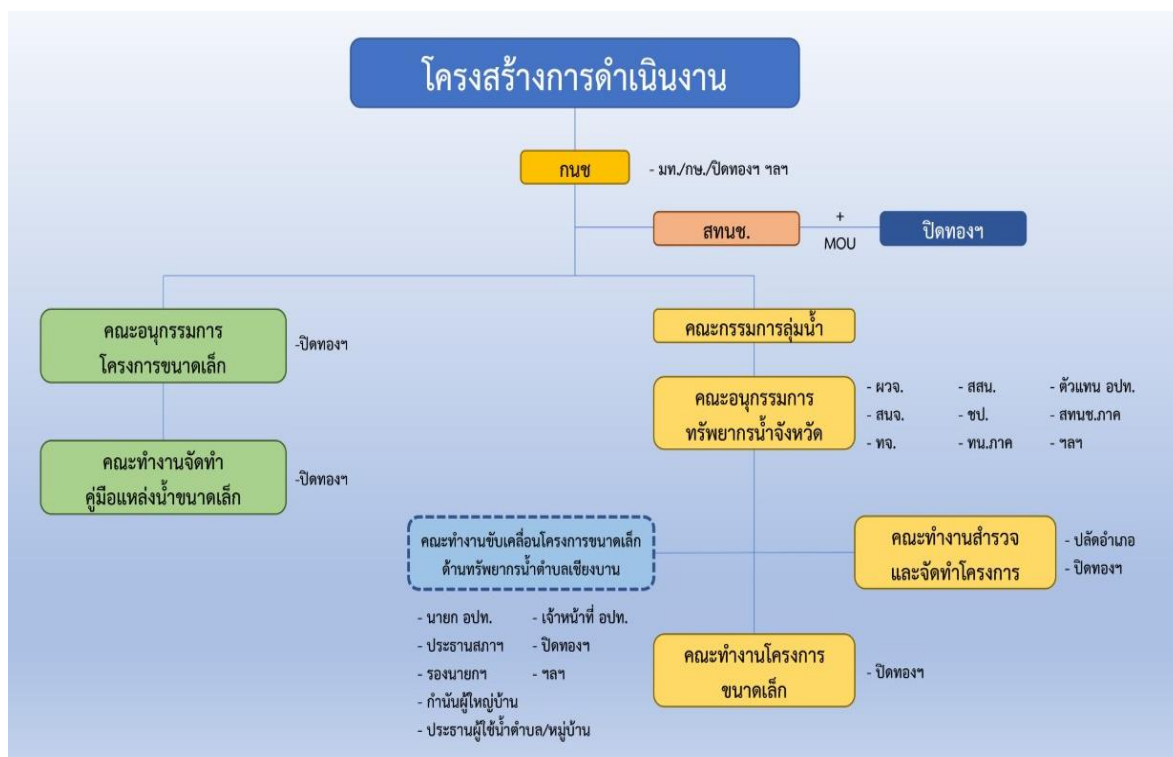 โครงสร้างการดำเนินงาน
กนช
- มท./กษ./ปิดทองฯ ฯลฯ
สทนช.
+
MOU
ปิดทองฯ
คณะอนุกรรมการ
โครงการขนาดเล็ก
-ปิดทองฯ
คณะทำงานจัดทำ
คู่มือแหล่งน้ำขนาดเล็ก
-ปิดทองฯ
คณะกรรมการลุ่มน้ำ
คณะอนุกรรมการ
ทรัพยากรน้ำจังหวัด
- ผวจ. - สสน. - ตัวแทน อปท.
- สนจ. - ชป. - สทนช.ภาค
- ทจ. - ทน.ภาค - ฯลฯ
คณะทำงานขับเคลื่อนโครงการขนาดเล็ก
ด้านทรัพยากรน้ำตำบลเชียงบาน
- นายก อปท. - เจ้าหน้าที่ อปท.
- ประธานสภาฯ - ปิดทองฯ
- รองนายกฯ - ฯลฯ
- กำนันผู้ใหญ่บ้าน
- ประธานผู้ใช้น้ำตำบล/หมู่บ้าน
คณะทำงานสำรวจ
และจัดทำโครงการ
- ปลัดอำเภอ
- ปิดทองฯ
คณะทำงานโครงการ
ขนาดเล็ก
- ปิดทองฯ